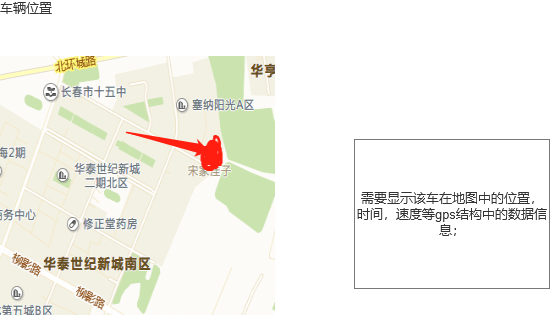 车辆位置
北环城路
华亨
长春市十五中
塞纳阳光A区
海2期
华泰世纪新城
二期北区
商务中心
修正堂药房
柳影路
华泰世纪新城南区
柳影路
第五城B区
需要显示该车在地图中的位置，
时间，速度等gps结构中的数据信
息；